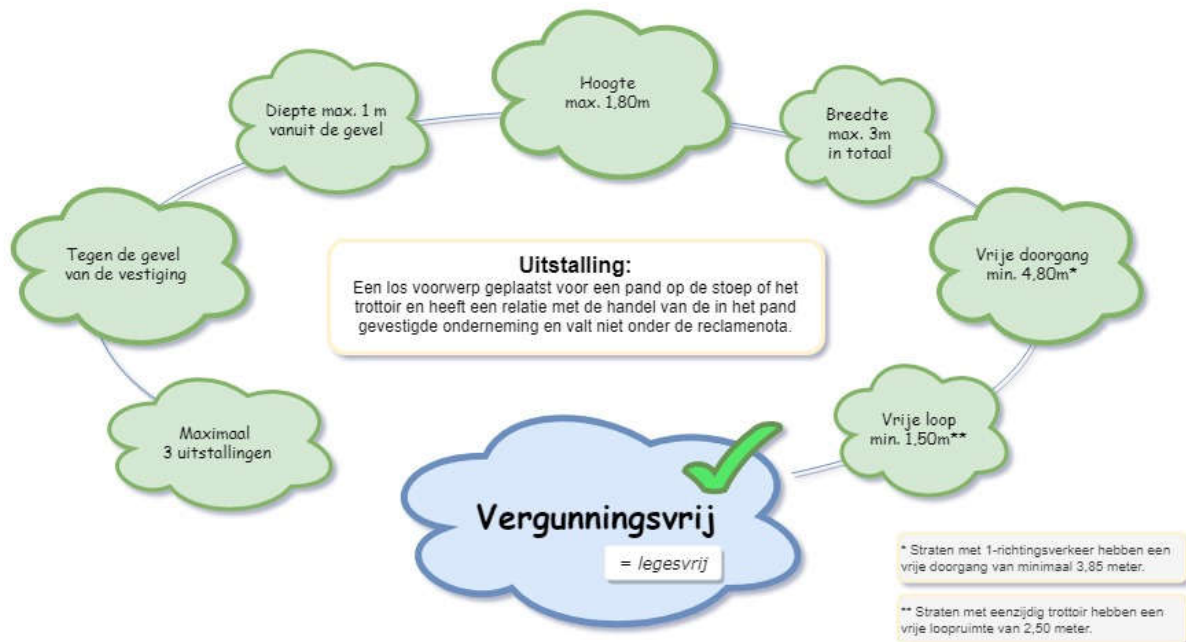 Hoogte
max. 1,80m
Diepte max. 1 m
vanuit de gevel
Breedte
max. 3m
in totaal
Tegen de gevel
van de vestiging
Vrije doorgang
min. 4,80m*
Uitstalling:
Een los voorwerp geplaatst voor een pand op de stoep of het
trottoir en heeft een relatie met de handel van de in het pand
gevestigde onderneming en valt niet onder de reclamenota.
Maximaal
3 uitstallingen
Vrije loop
min. 1,50m**
Vergunningsvrij
= legesvrij
* Straten met 1-richtingsverkeer hebben een
vrije doorgang van minimaal 3,85 meter.
** Straten met eenzijdig trottoir hebben een
vrije loopruimte van 2,50 meter.